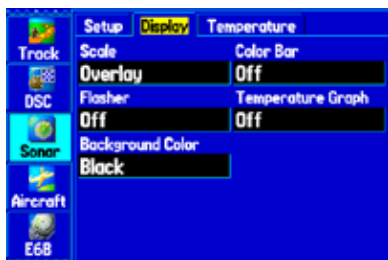 Setup Display Temperature
Track
DSC
Sonar
Aircraft
E6B
Scale Color Bar
Overlay Off
Flasher Temperature Graph
Off Off
Background Color
Black